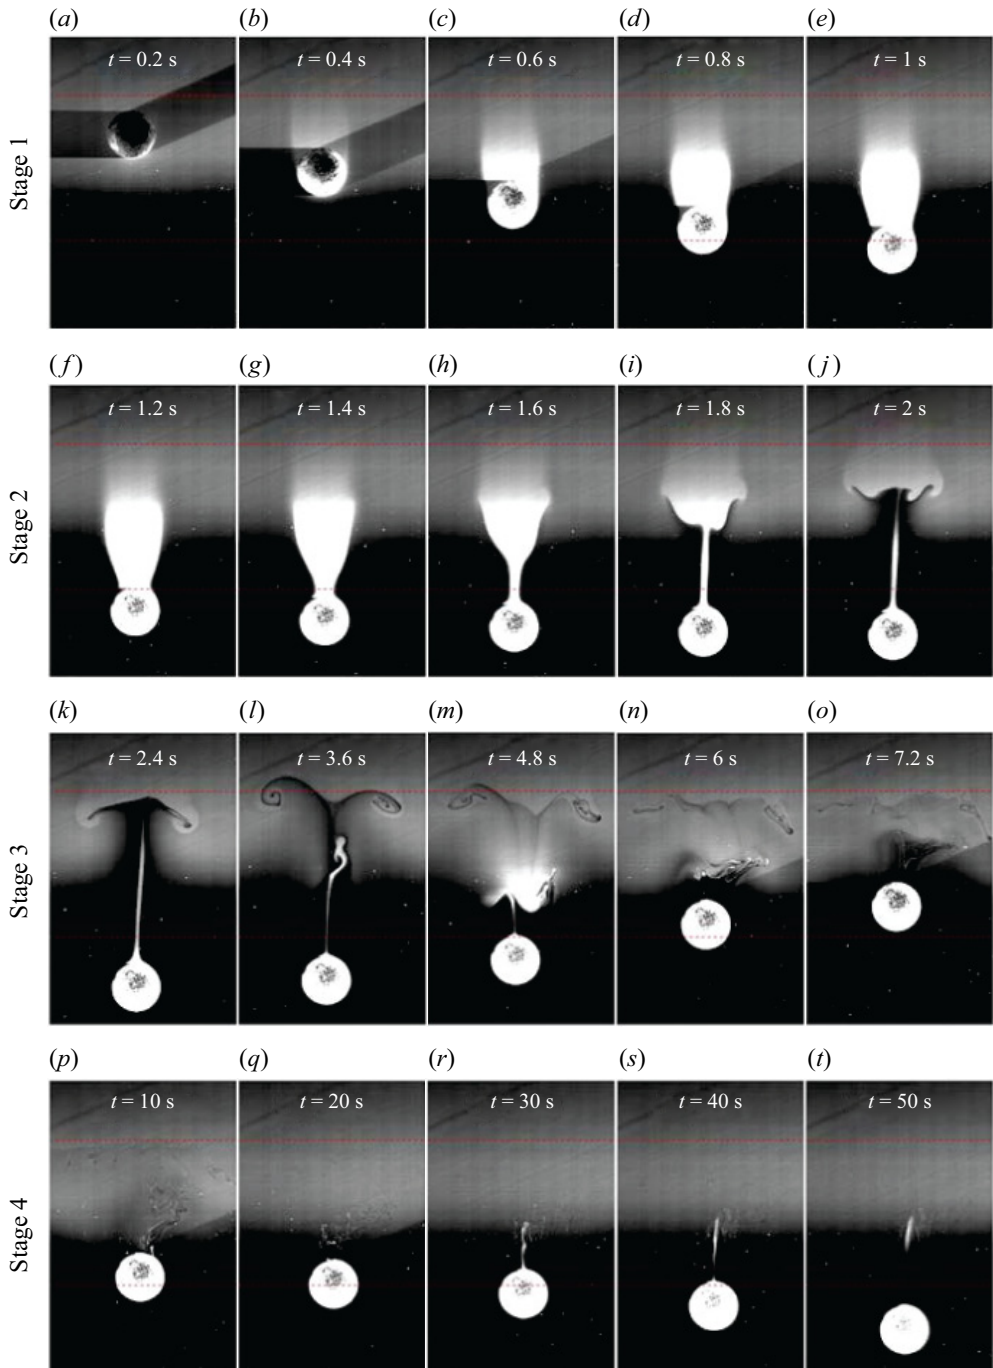 (a) (b) (c) (d) (e)
t = 0.2 s t = 0.4 s t = 0.6 s t = 0.8 s t = 1 s
Stage 1
(f) (g) (h) (i) (j)
t = 1.2 s t = 1.4 s t = 1.6 s t = 1.8 s t = 2 s
Stage 2
(k) (l) (m) (n) (o)
t = 2.4 s t = 3.6 s t = 4.8 s t = 6 s t = 7.2 s
Stage 3
(p) (q) (r) (s) (t)
t = 10 s t = 20 s t = 30 s t = 40 s t = 50 s
Stage 4